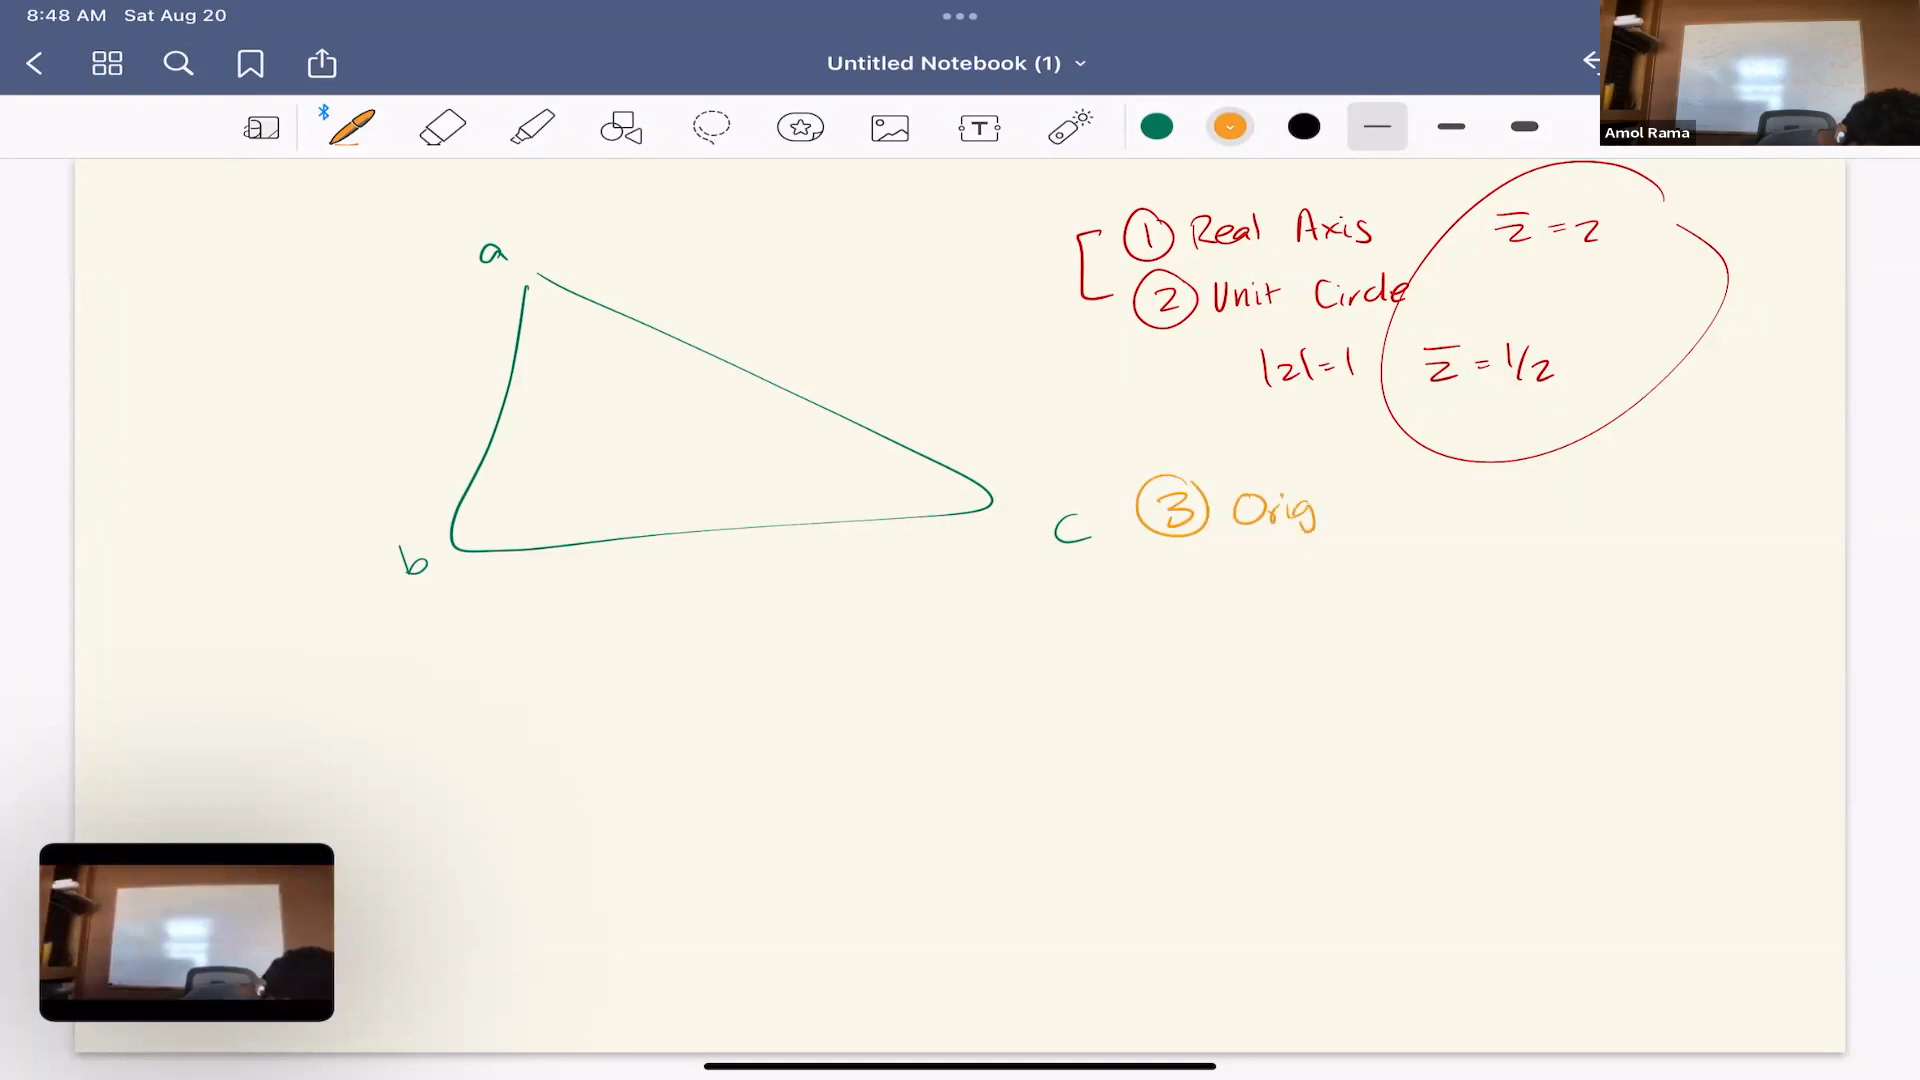 8:48 AM Sat Aug 20
Untitled Notebook (1)
T
Amol Rama
① Real Axis z̅ = z
② Unit Circle
|z|=1 z̅ = 1/z
③ Orig
a
b
c